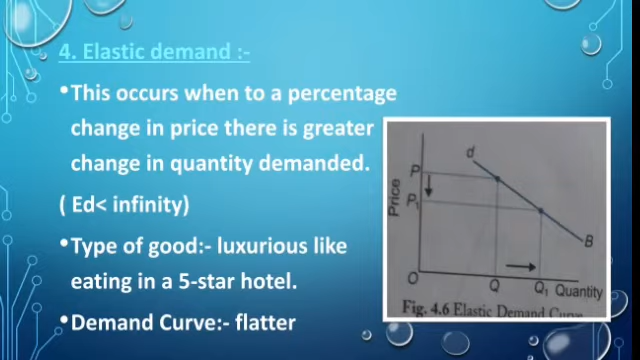 4. Elastic demand :-
•This occurs when to a percentage
change in price there is greater
change in quantity demanded.
( Ed< infinity)
•Type of good:- luxurious like
eating in a 5-star hotel.
•Demand Curve:- flatter
d
P
P₁
Price
B
O
Q
Q₁
Quantity
Fig. 4.6 Elastic Demand Curve